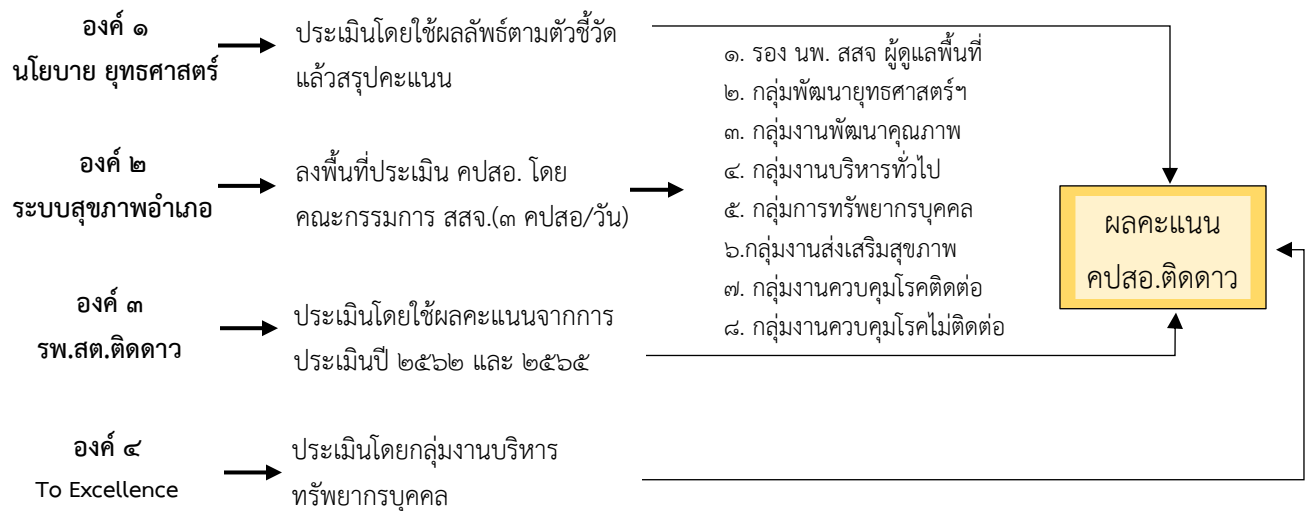 องค์ ๑
นโยบาย ยุทธศาสตร์
ประเมินโดยใช้ผลลัพธ์ตามตัวชี้วัด
แล้วสรุปคะแนน
องค์ ๒
ระบบสุขภาพอำเภอ
ลงพื้นที่ประเมิน คปสอ. โดย
คณะกรรมการ สสจ.(๓ คปสอ/วัน)
๑. รอง นพ. สสจ ผู้ดูแลพื้นที่
๒. กลุ่มพัฒนายุทธศาสตร์ฯ
๓. กลุ่มงานพัฒนาคุณภาพ
๔. กลุ่มงานบริหารทั่วไป
๕. กลุ่มการทรัพยากรบุคคล
๖.กลุ่มงานส่งเสริมสุขภาพ
๗. กลุ่มงานควบคุมโรคติดต่อ
๘. กลุ่มงานควบคุมโรคไม่ติดต่อ
องค์ ๓
รพ.สต.ติดดาว
ประเมินโดยใช้ผลคะแนนจากการ
ประเมินปี ๒๕๖๒ และ ๒๕๖๕
องค์ ๔
To Excellence
ประเมินโดยกลุ่มงานบริหาร
ทรัพยากรบุคคล
ผลคะแนน
คปสอ.ติดดาว